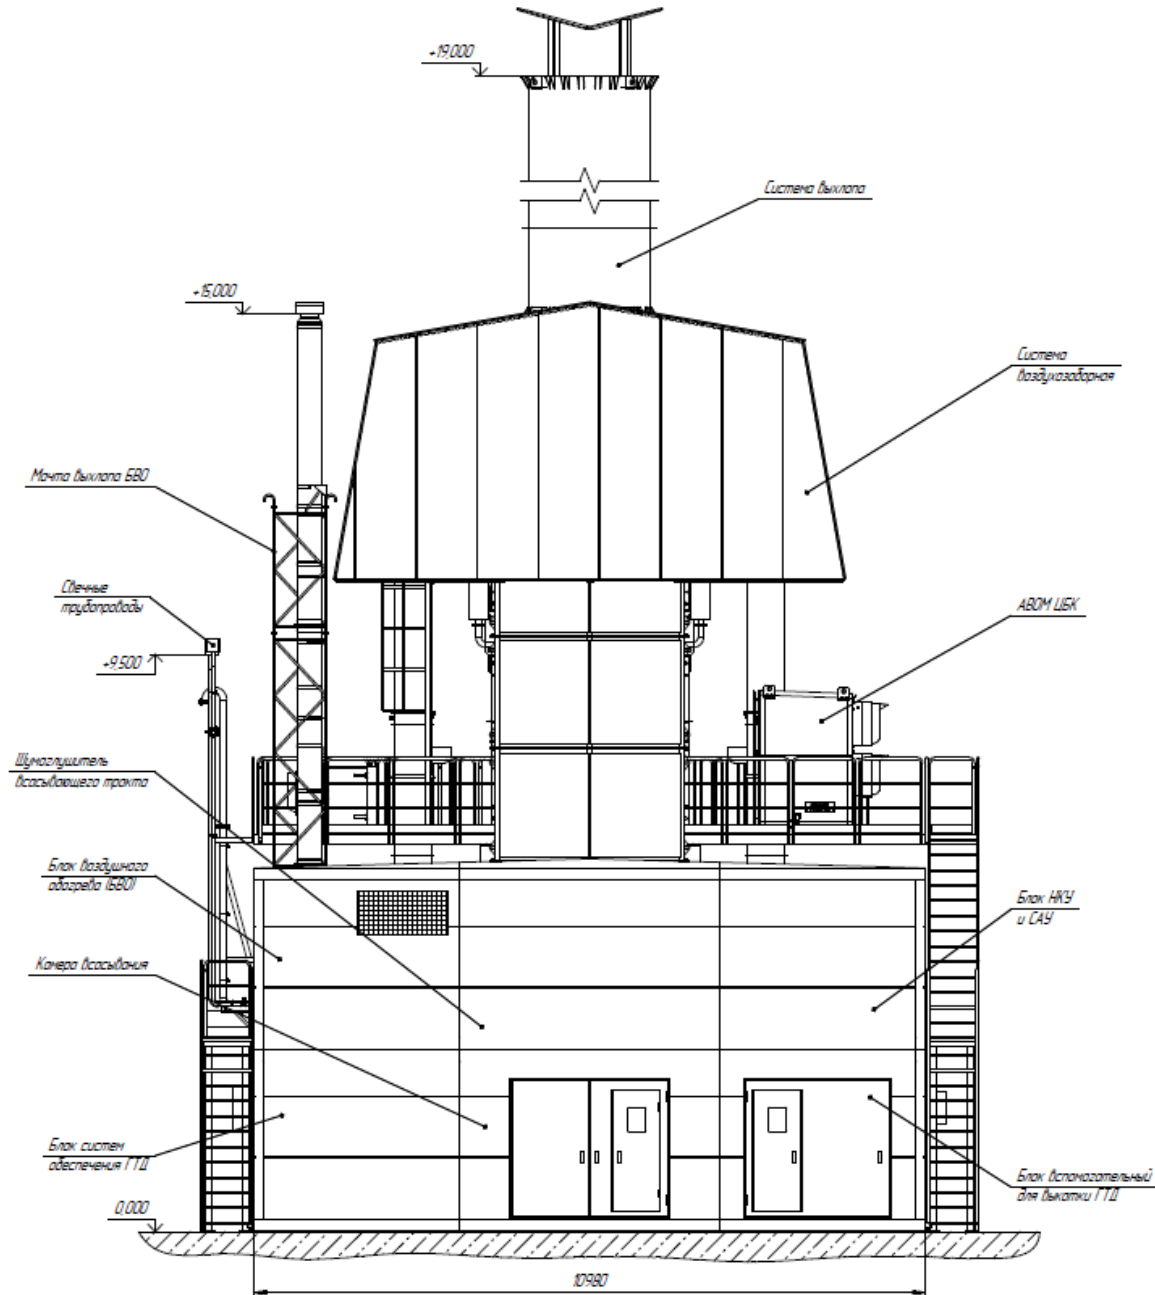 +19,000
Система выхлопа
+15,000
Система
воздухозаборная
Мачта выхлопа БВО
Свечные
трубопроводы
АВОМ ЦБК
+9,500
Шумоглушитель
всасывающего тракта
Блок воздушного
обогрева (БВО)
Блок НКУ
и САУ
Камера всасывания
Блок систем
обеспечения ГТД
Блок вспомогательный
для выкатки ГТД
0,000
10980